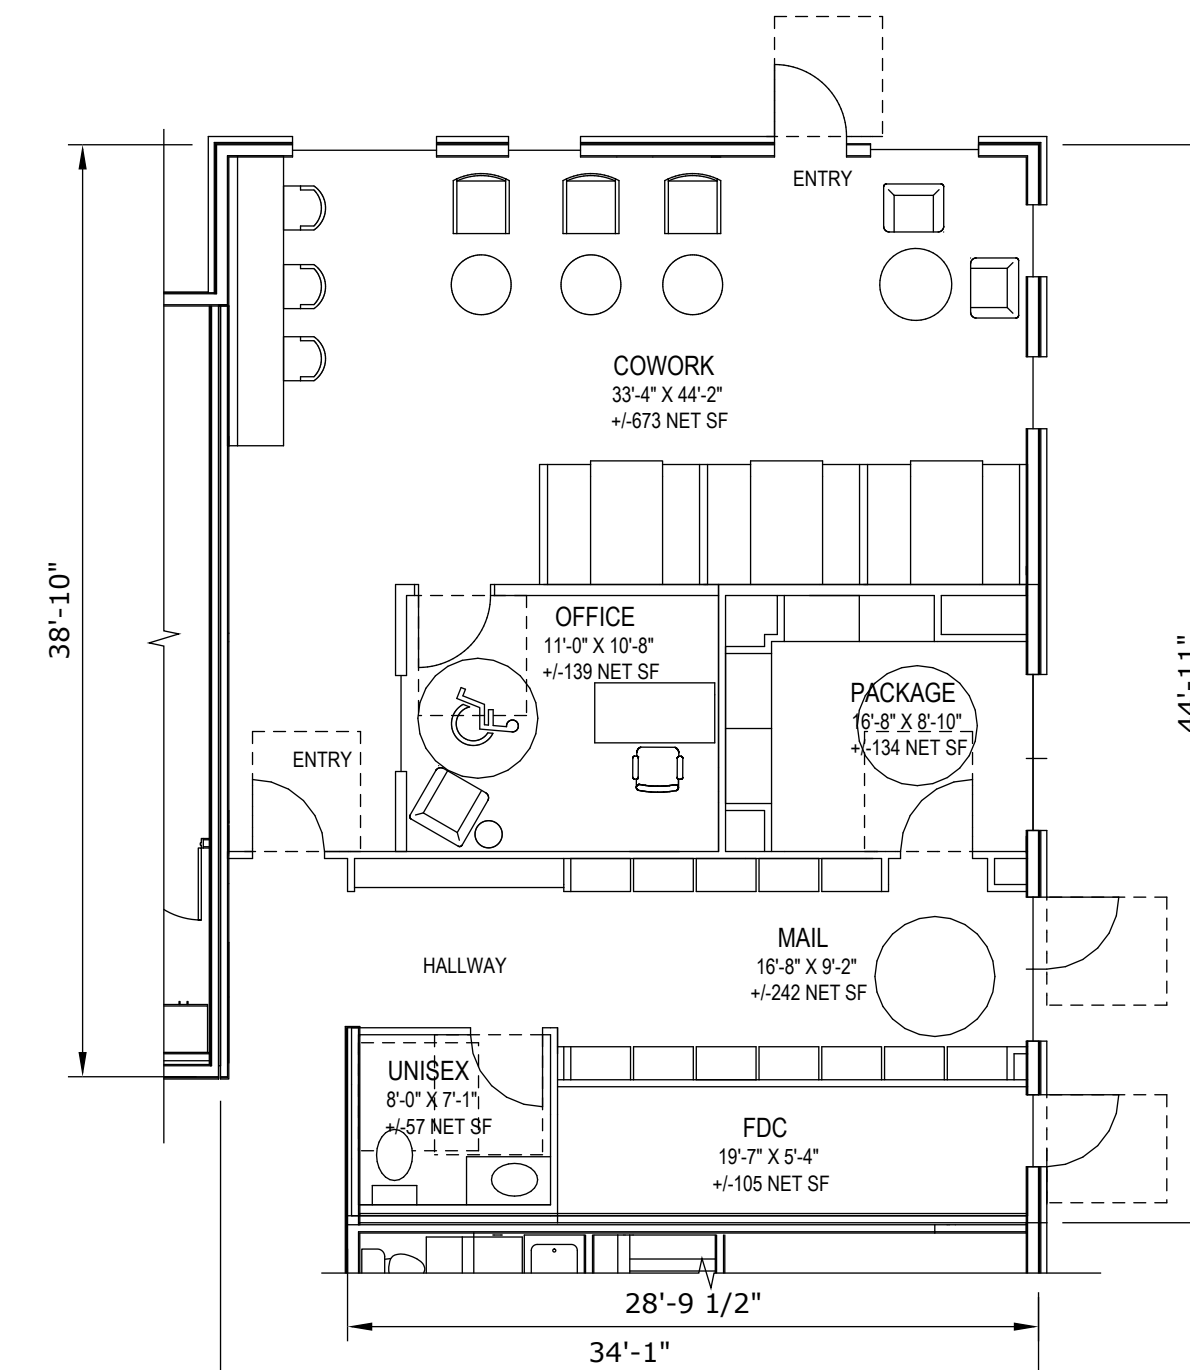 ENTRY
COWORK
33'-4" X 44'-2"
+/-673 NET SF
38'-10"
OFFICE
11'-0" X 10'-8"
+/-139 NET SF
PACKAGE
16'-8" X 8'-10"
+/-134 NET SF
44'-11"
ENTRY
MAIL
16'-8" X 9'-2"
+/-242 NET SF
HALLWAY
UNISEX
8'-0" X 7'-1"
+/-57 NET SF
FDC
19'-7" X 5'-4"
+/-105 NET SF
28'-9 1/2"
34'-1"